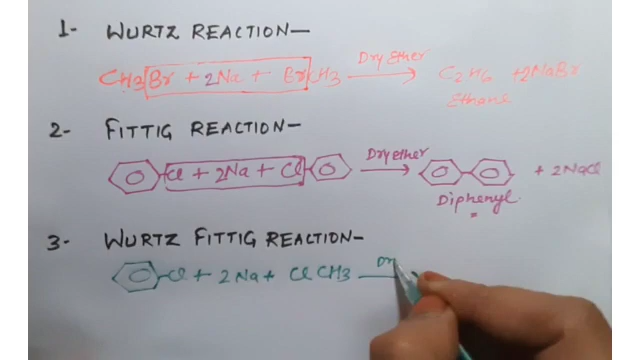 1- WURTZ REACTION-
CH3Br + 2Na + BrCH3 Dry Ether → C2H6 + 2NaBr
Ethane
2- FITTIG REACTION-
Cl + 2Na + Cl Dry ether → + 2NaCl
Diphenyl
3- WURTZ FITTIG REACTION-
Cl + 2Na + ClCH3 Dr